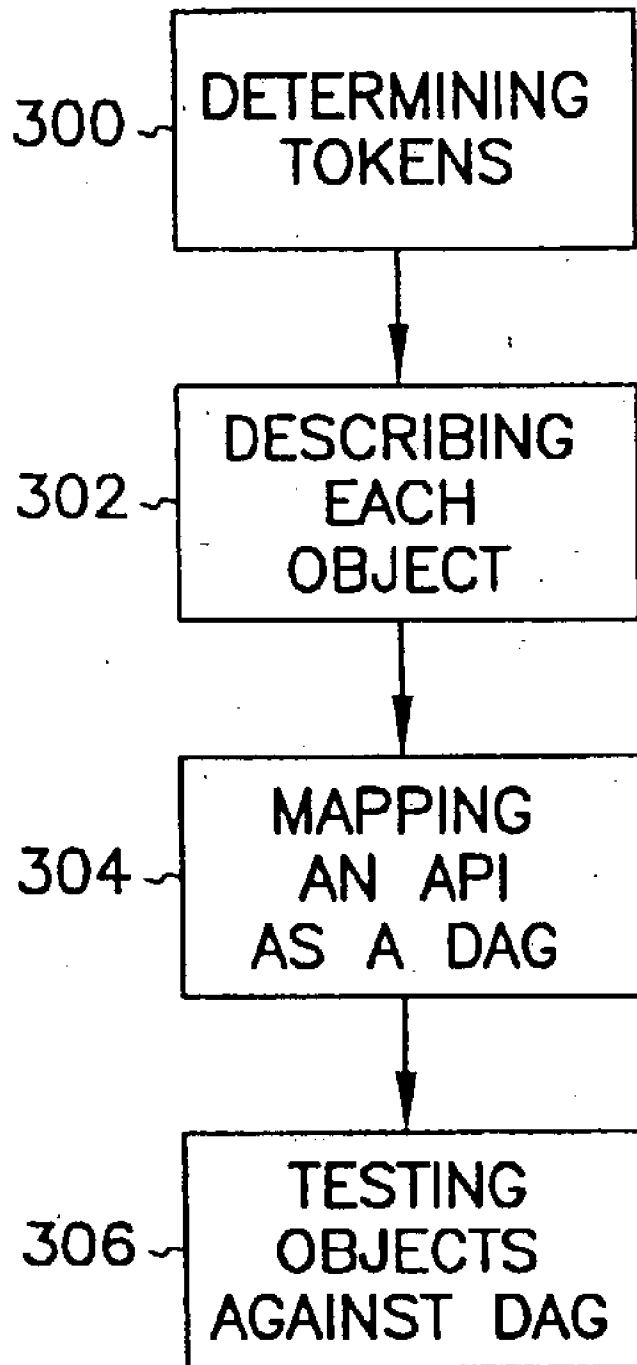 300
DETERMINING
TOKENS
302
DESCRIBING
EACH
OBJECT
304
MAPPING
AN API
AS A DAG
306
TESTING
OBJECTS
AGAINST DAG